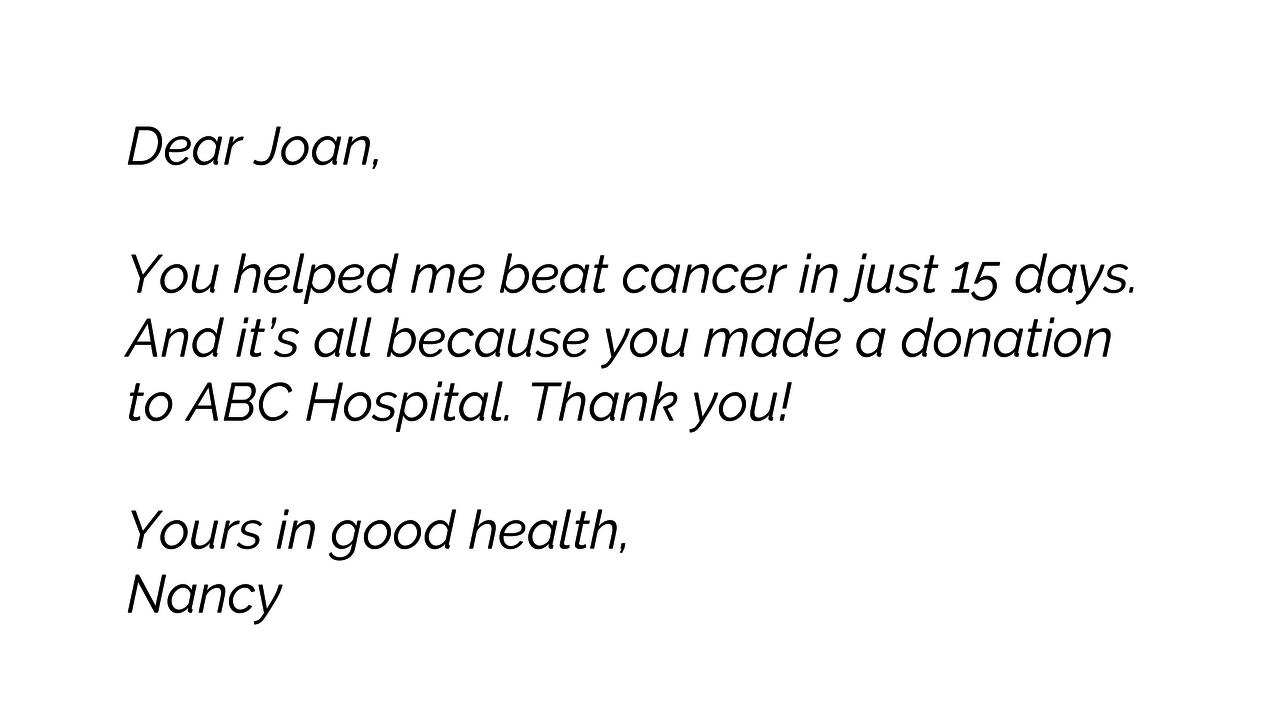 Dear Joan,
You helped me beat cancer in just 15 days.
And it’s all because you made a donation
to ABC Hospital. Thank you!
Yours in good health,
Nancy